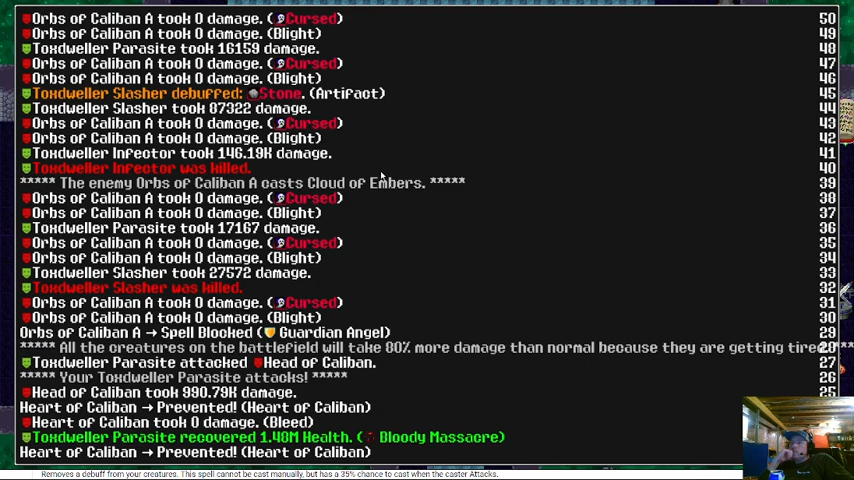 Orbs of Caliban A took 0 damage. (Cursed) 50
Orbs of Caliban A took 0 damage. (Blight) 49
Toxdweller Parasite took 16159 damage. 48
Orbs of Caliban A took 0 damage. (Cursed) 47
Orbs of Caliban A took 0 damage. (Blight) 46
Toxdweller Slasher debuffed: Stone. (Artifact) 45
Toxdweller Slasher took 87322 damage. 44
Orbs of Caliban A took 0 damage. (Cursed) 43
Orbs of Caliban A took 0 damage. (Blight) 42
Toxdweller Infector took 146.19K damage. 41
Toxdweller Infector was killed. 40
***** The enemy Orbs of Caliban A casts Cloud of Embers. ***** 39
Orbs of Caliban A took 0 damage. (Cursed) 38
Orbs of Caliban A took 0 damage. (Blight) 37
Toxdweller Parasite took 17167 damage. 36
Orbs of Caliban A took 0 damage. (Cursed) 35
Orbs of Caliban A took 0 damage. (Blight) 34
Toxdweller Slasher took 27572 damage. 33
Toxdweller Slasher was killed. 32
Orbs of Caliban A took 0 damage. (Cursed) 31
Orbs of Caliban A took 0 damage. (Blight) 30
Orbs of Caliban A → Spell Blocked (Guardian Angel) 29
***** All the creatures on the battlefield will take 80% more damage than normal because they are getting tired
Toxdweller Parasite attacked Head of Caliban. 27
***** Your Toxdweller Parasite attacks! ***** 26
Head of Caliban took 990.79K damage. 25
Heart of Caliban → Prevented! (Heart of Caliban)
Head of Caliban took 0 damage. (Bleed)
Toxdweller Parasite recovered 1.48M Health. (Bloody Massacre)
Heart of Caliban → Prevented! (Heart of Caliban)
Removes a debuff from your creatures. This spell cannot be cast manually, but has a 35% chance to cast when the caster Attacks.